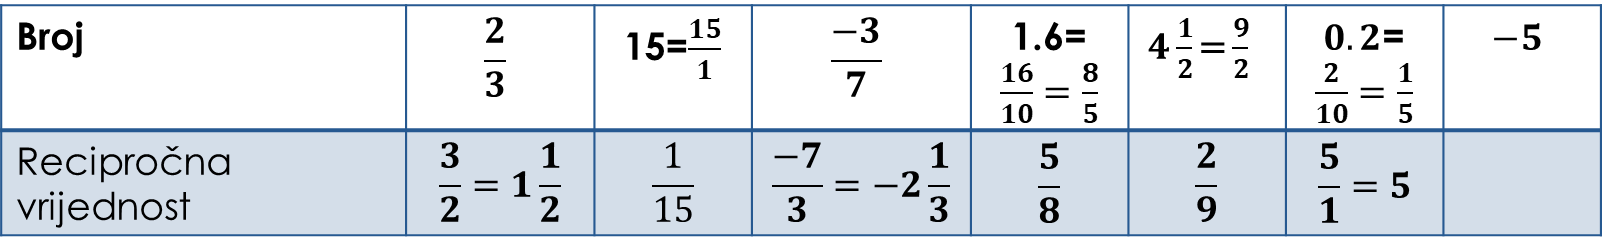 Broj 2/3 15=15/1 −3/7 1.6= 16/10 = 8/5 4 1/2 = 9/2 0.2= 2/10 = 1/5 −5
Recipročna vrijednost 3/2 = 1 1/2 1/15 −7/3 = −2 1/3 5/8 2/9 5/1 = 5